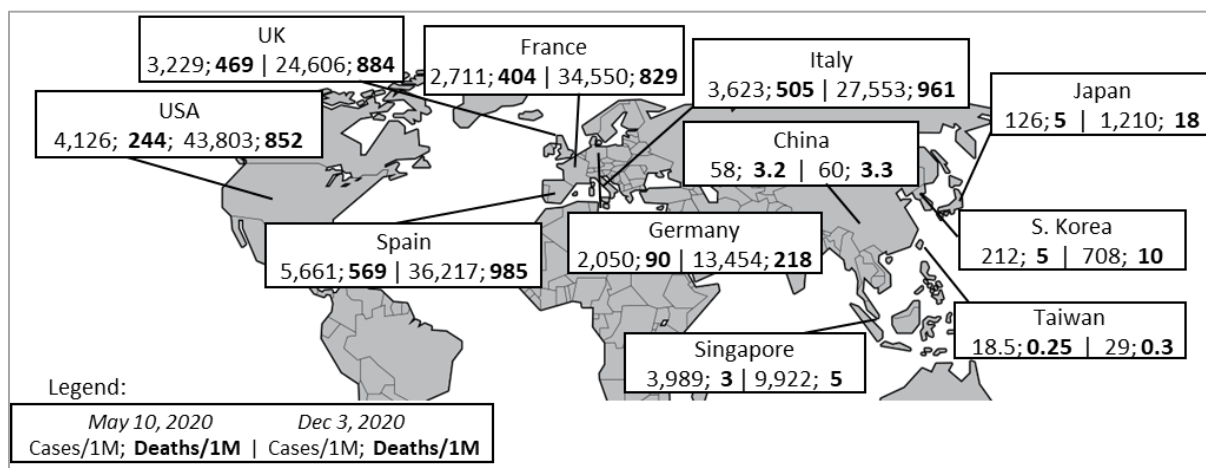 UK
3,229; 469 | 24,606; 884
France
2,711; 404 | 34,550; 829
Italy
3,623; 505 | 27,553; 961
USA
4,126; 244; 43,803; 852
Japan
126; 5 | 1,210; 18
China
58; 3.2 | 60; 3.3
Spain
5,661; 569 | 36,217; 985
Germany
2,050; 90 | 13,454; 218
S. Korea
212; 5 | 708; 10
Singapore
3,989; 3 | 9,922; 5
Taiwan
18.5; 0.25 | 29; 0.3
Legend:
May 10, 2020 Dec 3, 2020
Cases/1M; Deaths/1M | Cases/1M; Deaths/1M